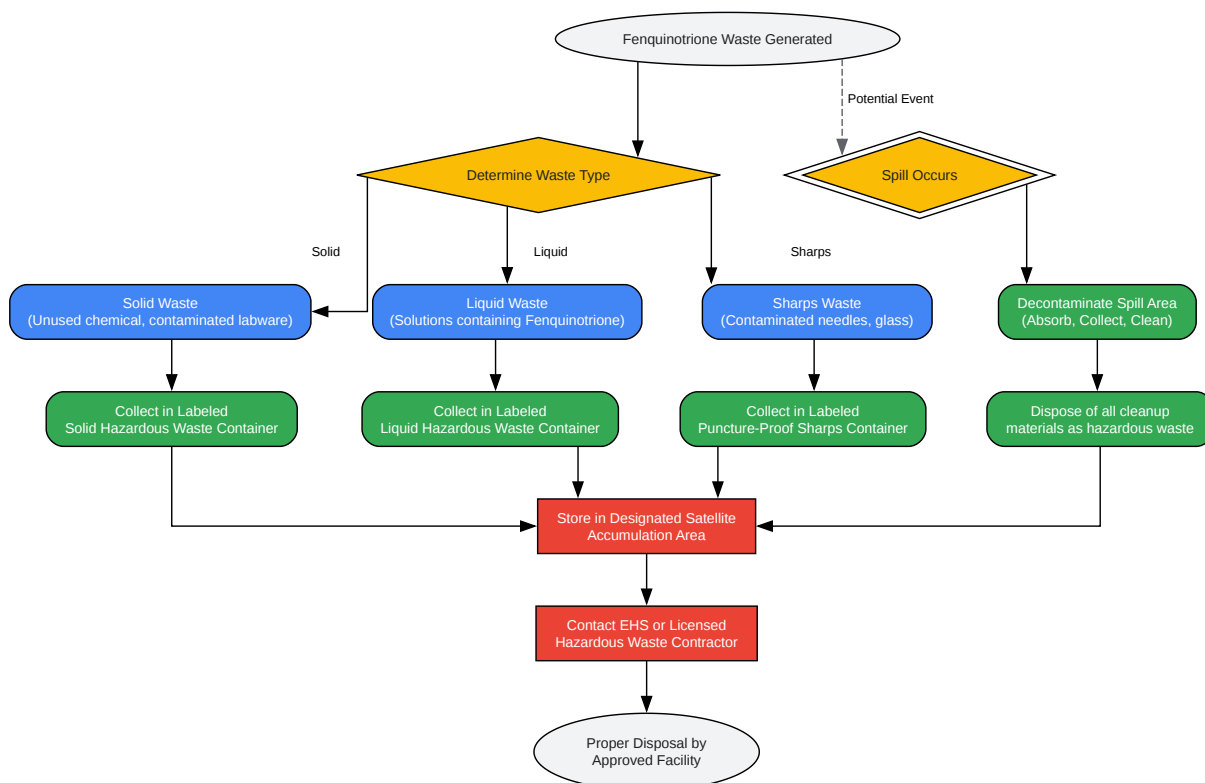 Fenquinotrione Waste Generated
Potential Event
Determine Waste Type
Spill Occurs
Solid
Liquid
Sharps
Solid Waste
(Unused chemical, contaminated labware)
Liquid Waste
(Solutions containing Fenquinotrione)
Sharps Waste
(Contaminated needles, glass)
Decontaminate Spill Area
(Absorb, Collect, Clean)
Collect in Labeled
Solid Hazardous Waste Container
Collect in Labeled
Liquid Hazardous Waste Container
Collect in Labeled
Puncture-Proof Sharps Container
Dispose of all cleanup
materials as hazardous waste
Store in Designated Satellite
Accumulation Area
Contact EHS or Licensed
Hazardous Waste Contractor
Proper Disposal by
Approved Facility